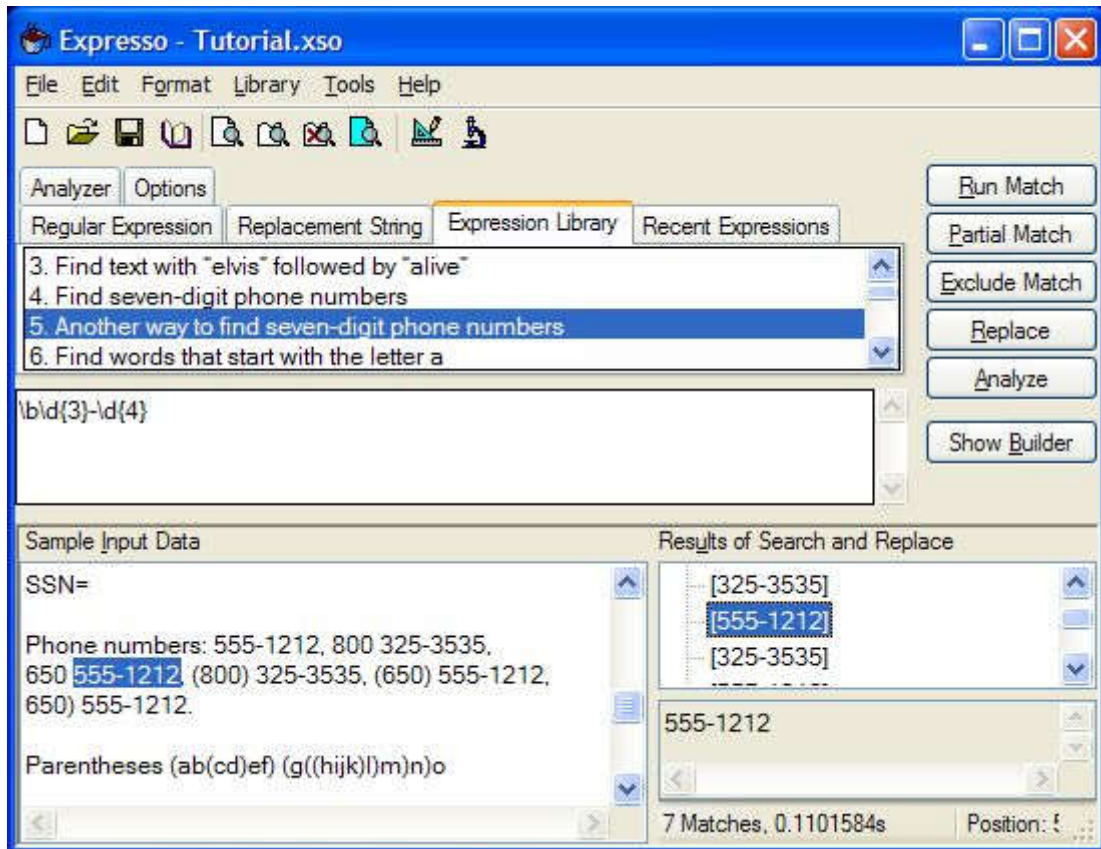 Expresso - Tutorial.xso
File Edit Format Library Tools Help
Analyzer Options
Regular Expression Replacement String Expression Library Recent Expressions
3. Find text with "elvis" followed by "alive"
4. Find seven-digit phone numbers
5. Another way to find seven-digit phone numbers
6. Find words that start with the letter a
Run Match
Partial Match
Exclude Match
Replace
Analyze
Show Builder
\b\d{3}-\d{4}
Sample Input Data
SSN=
Phone numbers: 555-1212, 800 325-3535,
650 555-1212, (800) 325-3535, (650) 555-1212,
650) 555-1212.
Parentheses (ab(cd)ef) (g((hijk)l)m)n)o
Results of Search and Replace
[325-3535]
[555-1212]
[325-3535]
555-1212
7 Matches, 0.1101584s Position: